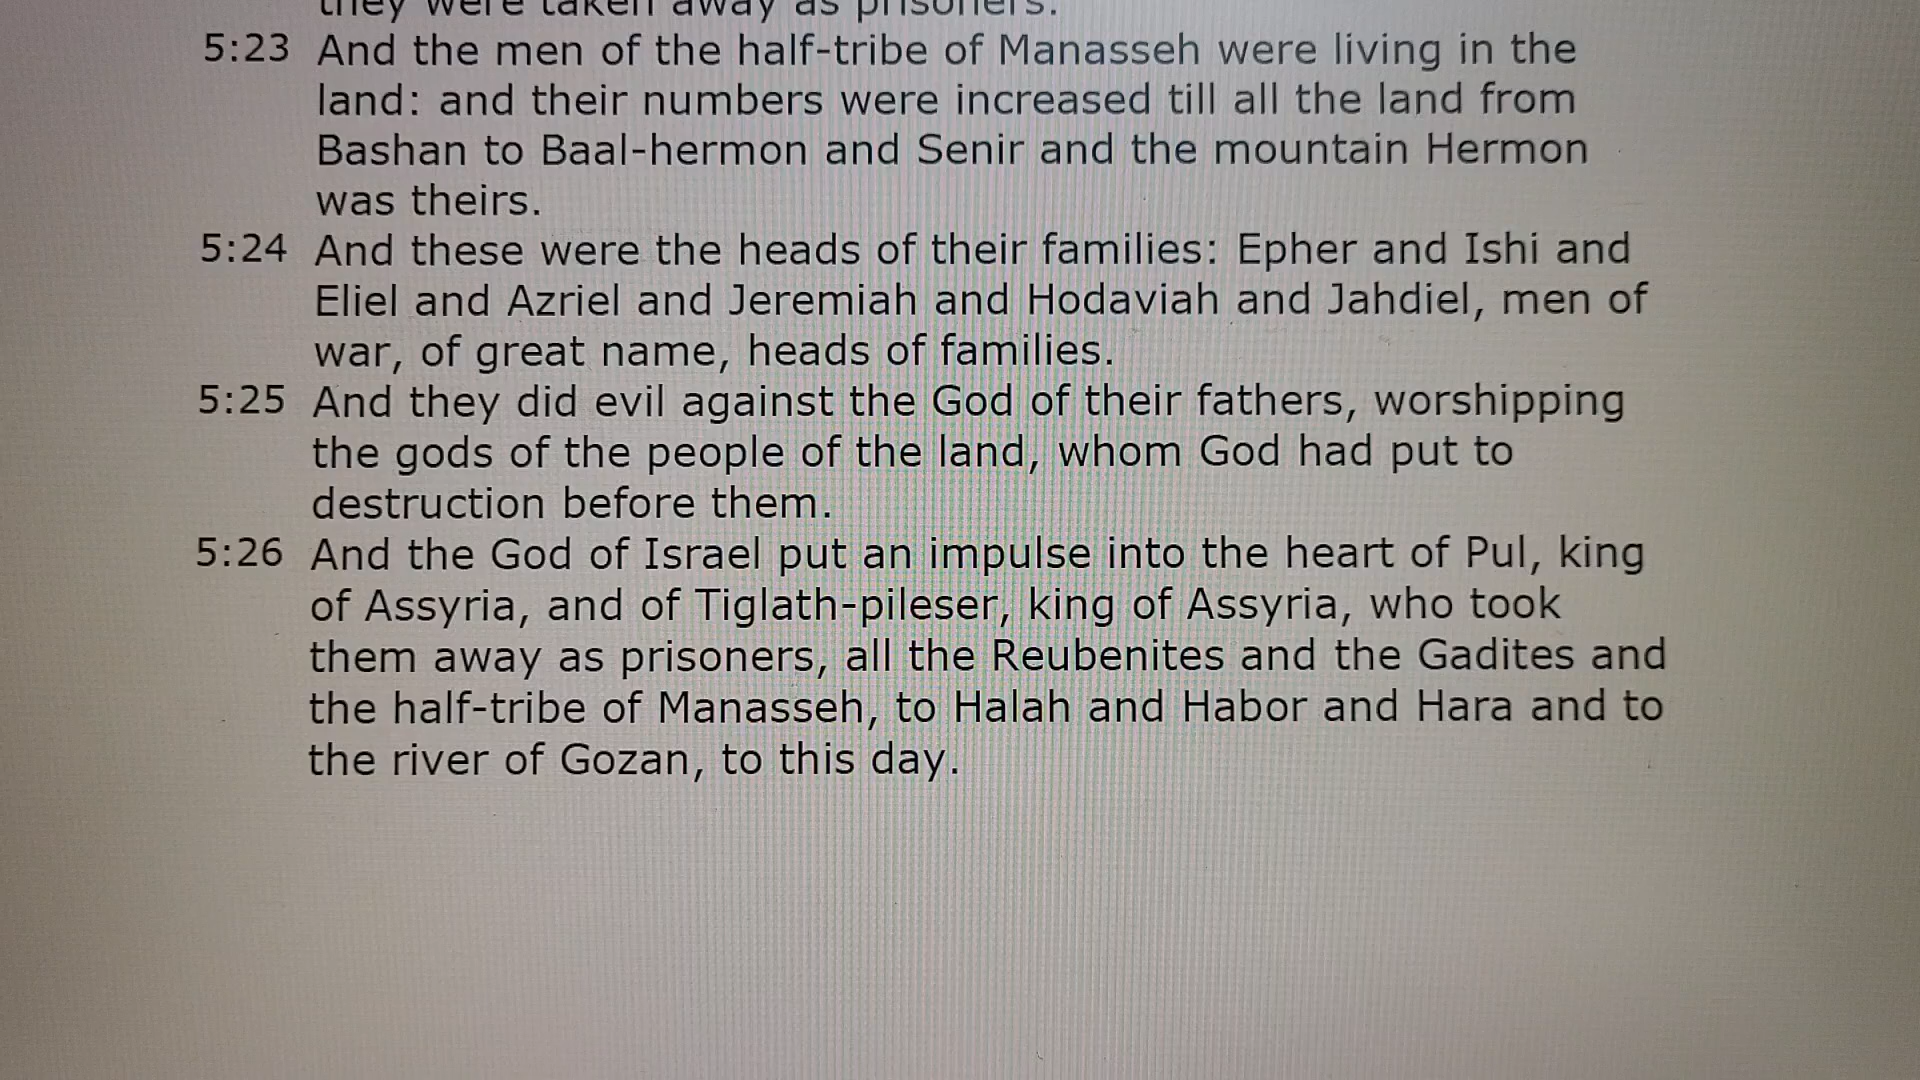 they were taken away as prisoners.
5:23 And the men of the half-tribe of Manasseh were living in the
land: and their numbers were increased till all the land from
Bashan to Baal-hermon and Senir and the mountain Hermon
was theirs.
5:24 And these were the heads of their families: Epher and Ishi and
Eliel and Azriel and Jeremiah and Hodaviah and Jahdiel, men of
war, of great name, heads of families.
5:25 And they did evil against the God of their fathers, worshipping
the gods of the people of the land, whom God had put to
destruction before them.
5:26 And the God of Israel put an impulse into the heart of Pul, king
of Assyria, and of Tiglath-pileser, king of Assyria, who took
them away as prisoners, all the Reubenites and the Gadites and
the half-tribe of Manasseh, to Halah and Habor and Hara and to
the river of Gozan, to this day.